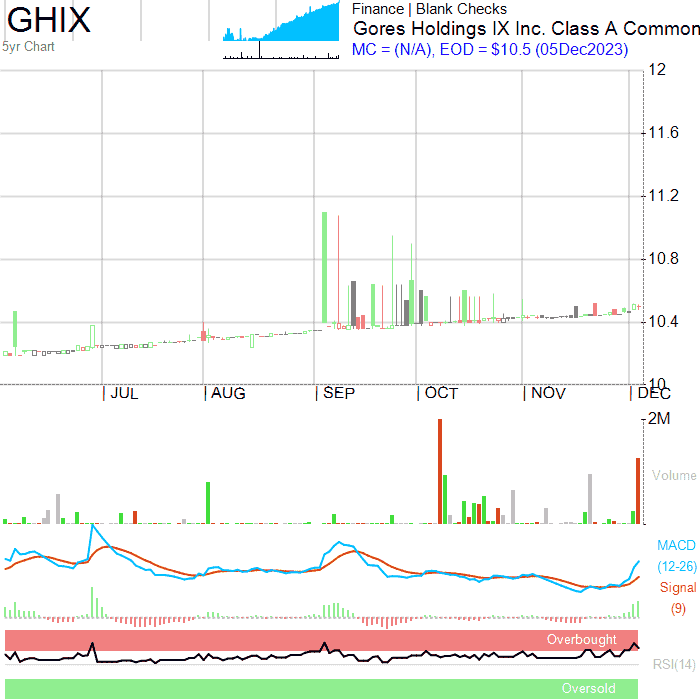 GHIX
5yr Chart
Finance | Blank Checks
Gores Holdings IX Inc. Class A Common
MC = (N/A), EOD = $10.5 (05Dec2023)
12
11.6
11.2
10.8
10.4
10
JUL
AUG
SEP
OCT
NOV
DEC
2M
Volume
MACD
(12-26)
Signal
(9)
Overbought
RSI(14)
Oversold